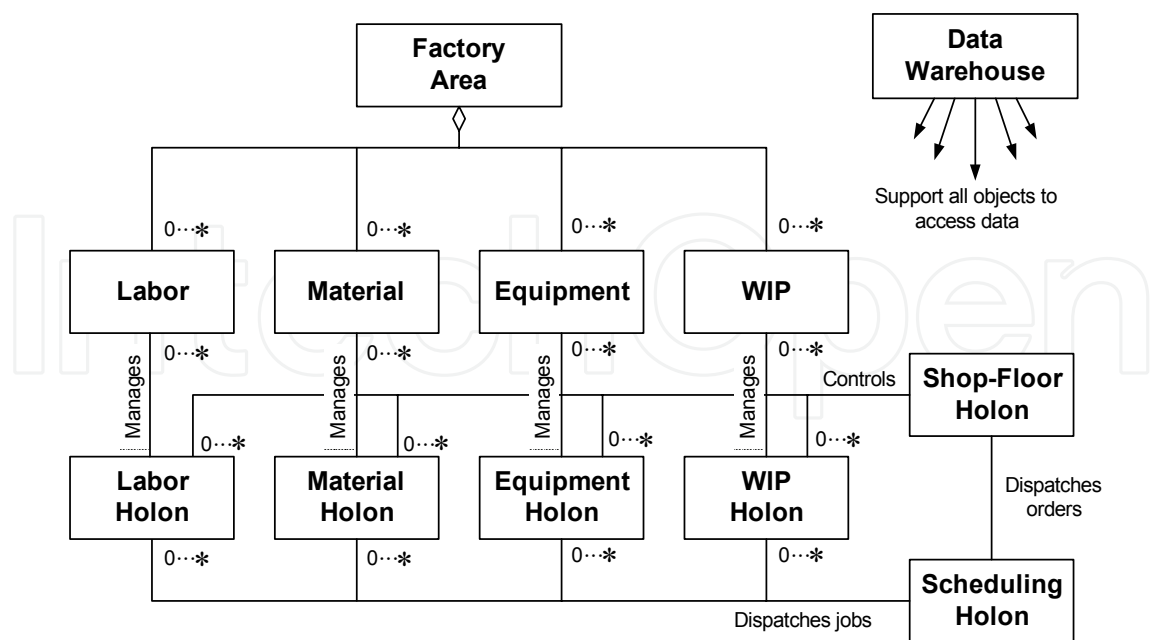 Factory
Area
Data
Warehouse
Support all objects to
access data
0···*
0···*
0···*
0···*
Labor
Material
Equipment
WIP
0···*
0···*
0···*
0···*
Manages
Manages
Manages
Manages
Controls
Shop-Floor
Holon
0···*
0···*
0···*
0···*
Labor
Holon
Material
Holon
Equipment
Holon
WIP
Holon
Dispatches
orders
0···*
0···*
0···*
0···*
Scheduling
Holon
Dispatches jobs
IntechOpen